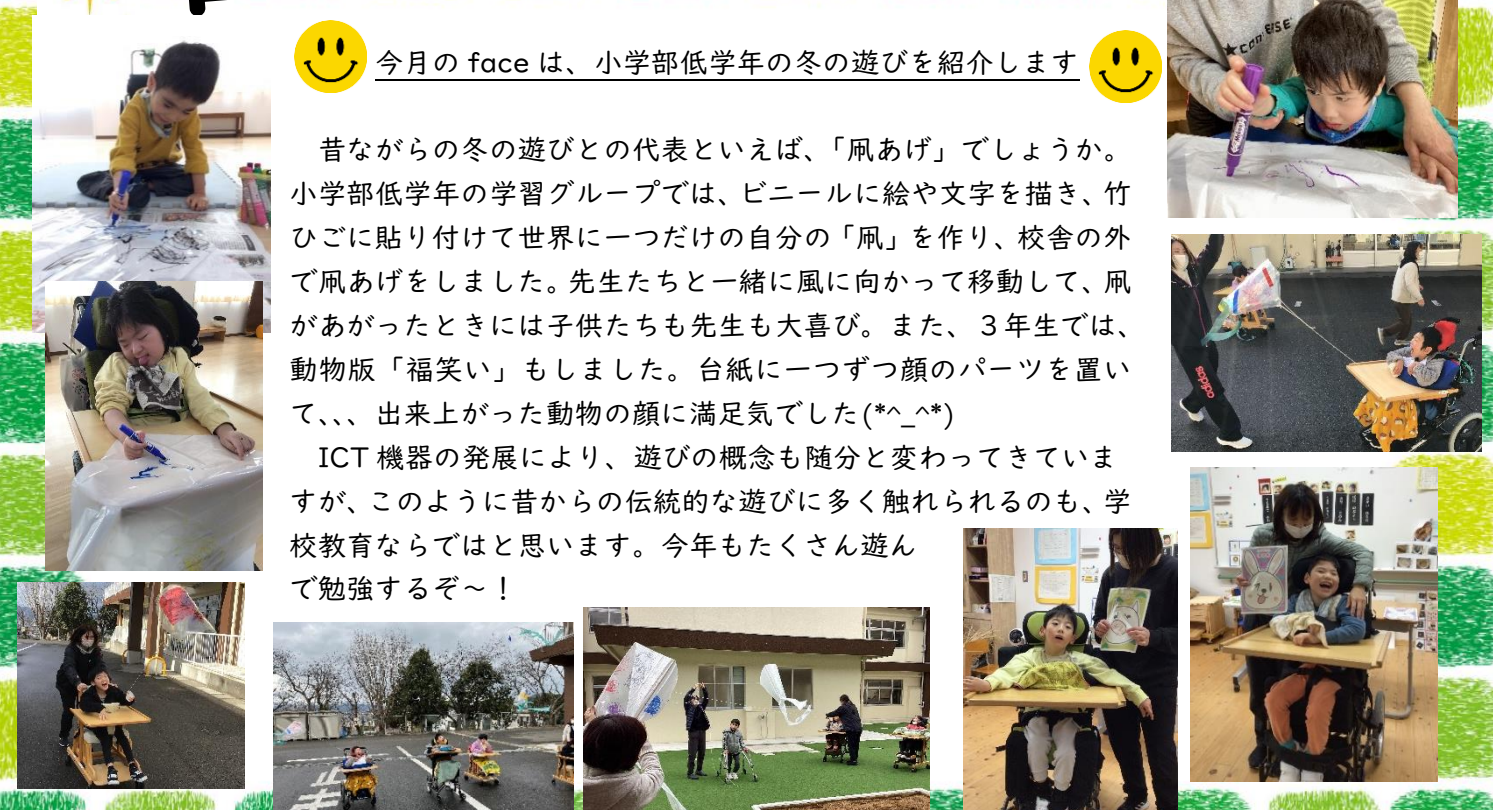 今月の face は、小学部低学年の冬の遊びを紹介します
昔ながらの冬の遊びとの代表といえば、「凧あげ」でしょうか。
小学部低学年の学習グループでは、ビニールに絵や文字を描き、竹
ひごに貼り付けて世界に一つだけの自分の「凧」を作り、校舎の外
で凧あげをしました。先生たちと一緒に風に向かって移動して、凧
があがったときには子供たちも先生も大喜び。また、３年生では、
動物版「福笑い」もしました。台紙に一つずつ顔のパーツを置い
て、、、出来上がった動物の顔に満足気でした(*^_^*)
ICT 機器の発展により、遊びの概念も随分と変わってきていま
すが、このように昔からの伝統的な遊びに多く触れられるのも、学
校教育ならではと思います。今年もたくさん遊ん
で勉強するぞ～！
adidas